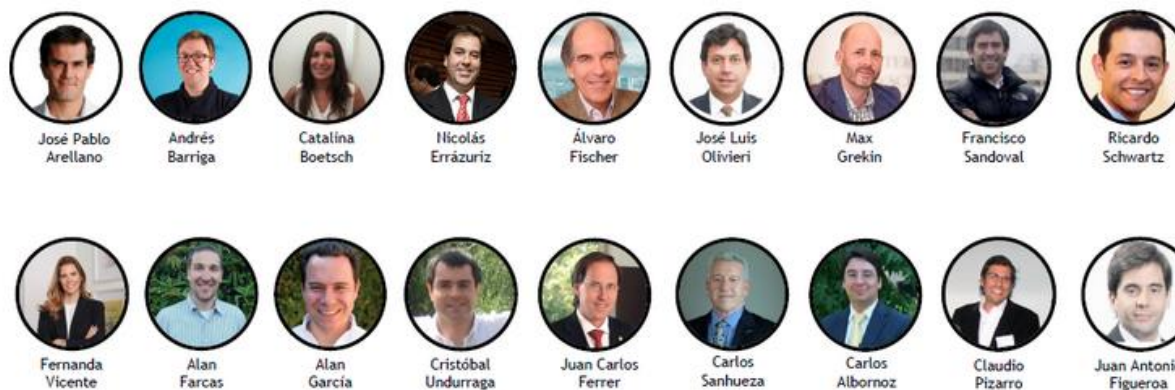 José Pablo
Arellano
Andrés
Barriga
Catalina
Boetsch
Nicolás
Errázuriz
Álvaro
Fischer
José Luis
Olivieri
Max
Grekin
Francisco
Sandoval
Ricardo
Schwartz
Fernanda
Vicente
Alan
Farcas
Alan
García
Cristóbal
Undurraga
Juan Carlos
Ferrer
Carlos
Sanhueza
Carlos
Albornoz
Claudio
Pizarro
Juan Antoni
Figuero